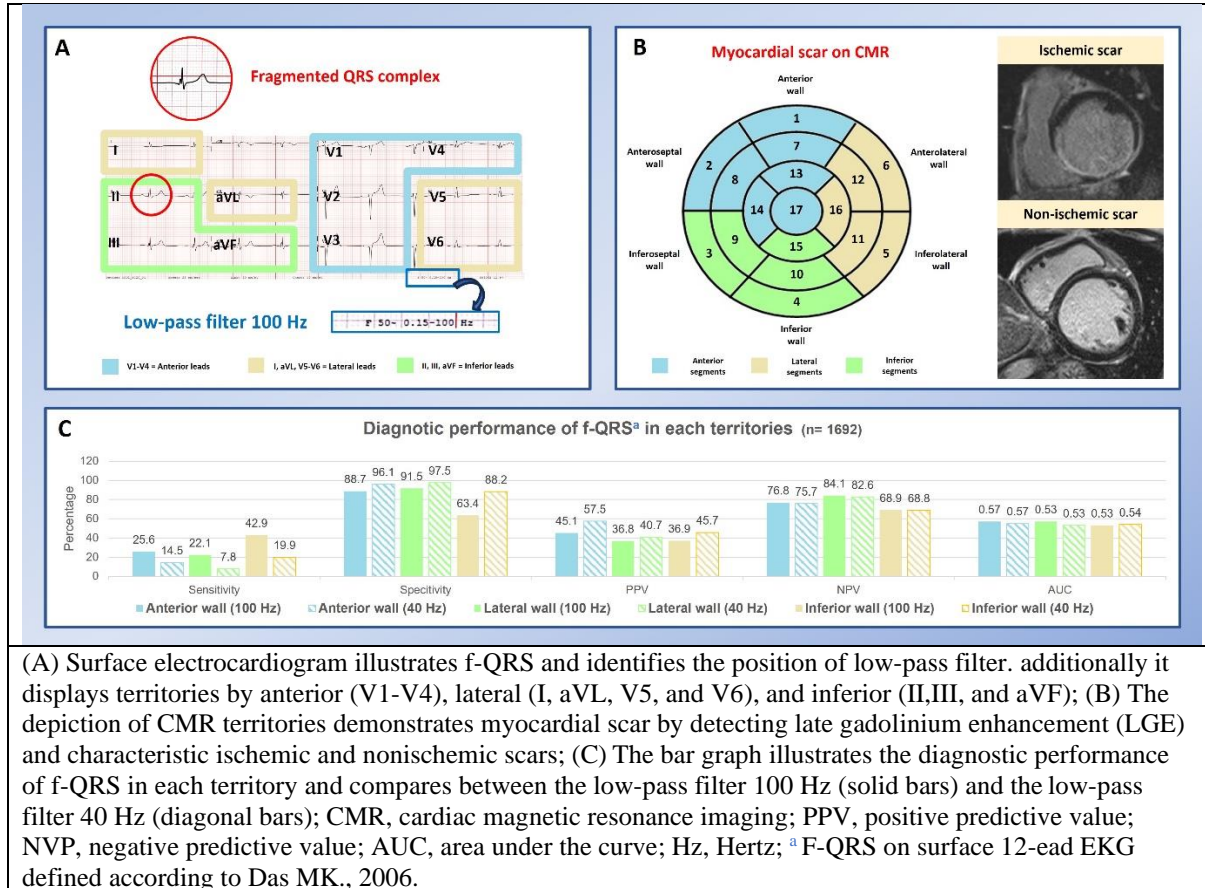 A
Fragmented QRS complex
I
V1
V4
II
aVL
V2
V5
III
aVF
V3
V6
Low-pass filter 100 Hz
F 50~ 0.15-100 Hz
V1-V4 = Anterior leads
I, aVL, V5-V6 = Lateral leads
II, III, aVF = Inferior leads
B
Myocardial scar on CMR
Anterior wall
Anteroseptal wall
Anterolateral wall
1
2
7
6
8
13
12
14
17
16
3
9
15
11
5
10
4
Inferoseptal wall
Inferolateral wall
Inferior wall
Anterior segments
Lateral segments
Inferior segments
Ischemic scar
Non-ischemic scar
C
Diagnotic performance of f-QRSᵃ in each territories (n= 1692)
Percentage
120
100
80
60
40
20
0
25.6 14.5 22.1 7.8 42.9 19.9
88.7 96.1 91.5 97.5 63.4 88.2
45.1 57.5 36.8 40.7 36.9 45.7
76.8 75.7 84.1 82.6 68.9 68.8
0.57 0.57 0.53 0.53 0.53 0.54
Sensitivity Specitivity PPV NPV AUC
Anterior wall (100 Hz) Anterior wall (40 Hz) Lateral wall (100 Hz) Lateral wall (40 Hz) Inferior wall (100 Hz) Inferior wall (40 Hz)
(A) Surface electrocardiogram illustrates f-QRS and identifies the position of low-pass filter. additionally it
displays territories by anterior (V1-V4), lateral (I, aVL, V5, and V6), and inferior (II,III, and aVF); (B) The
depiction of CMR territories demonstrates myocardial scar by detecting late gadolinium enhancement (LGE)
and characteristic ischemic and nonischemic scars; (C) The bar graph illustrates the diagnostic performance
of f-QRS in each territory and compares between the low-pass filter 100 Hz (solid bars) and the low-pass
filter 40 Hz (diagonal bars); CMR, cardiac magnetic resonance imaging; PPV, positive predictive value;
NVP, negative predictive value; AUC, area under the curve; Hz, Hertz; ᵃ F-QRS on surface 12-ead EKG
defined according to Das MK., 2006.